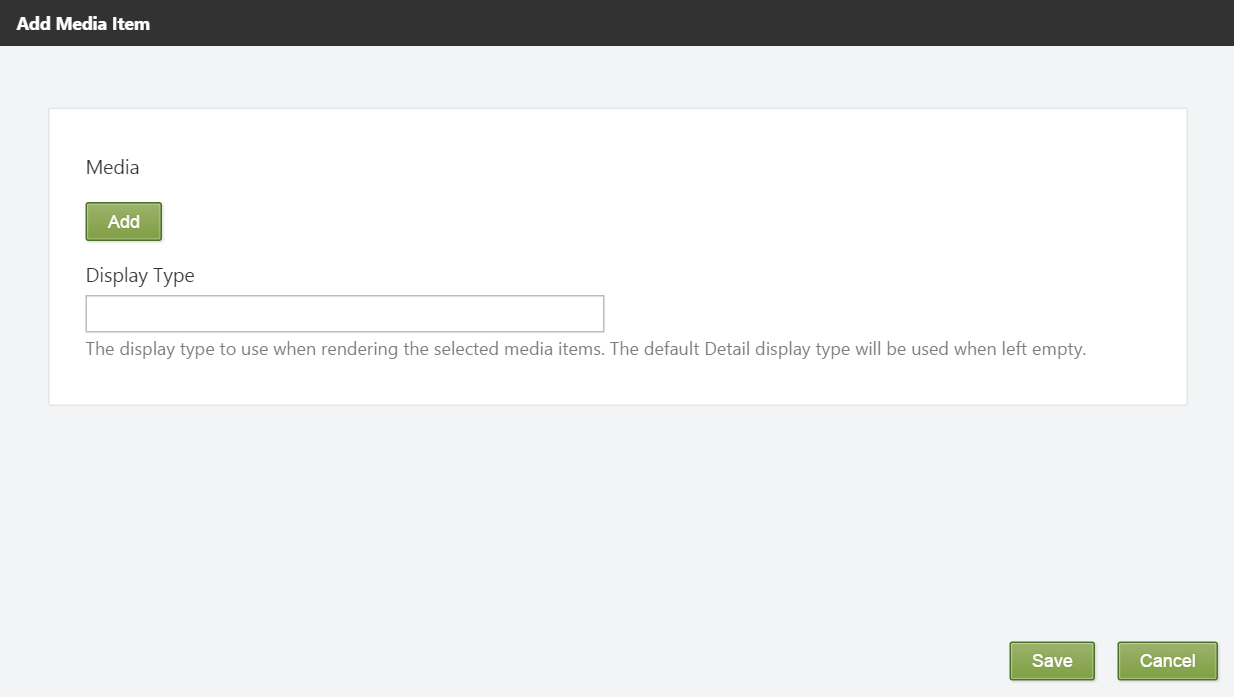 Add Media Item
Media
Add
Display Type
The display type to use when rendering the selected media items. The default Detail display type will be used when left empty.
Save
Cancel